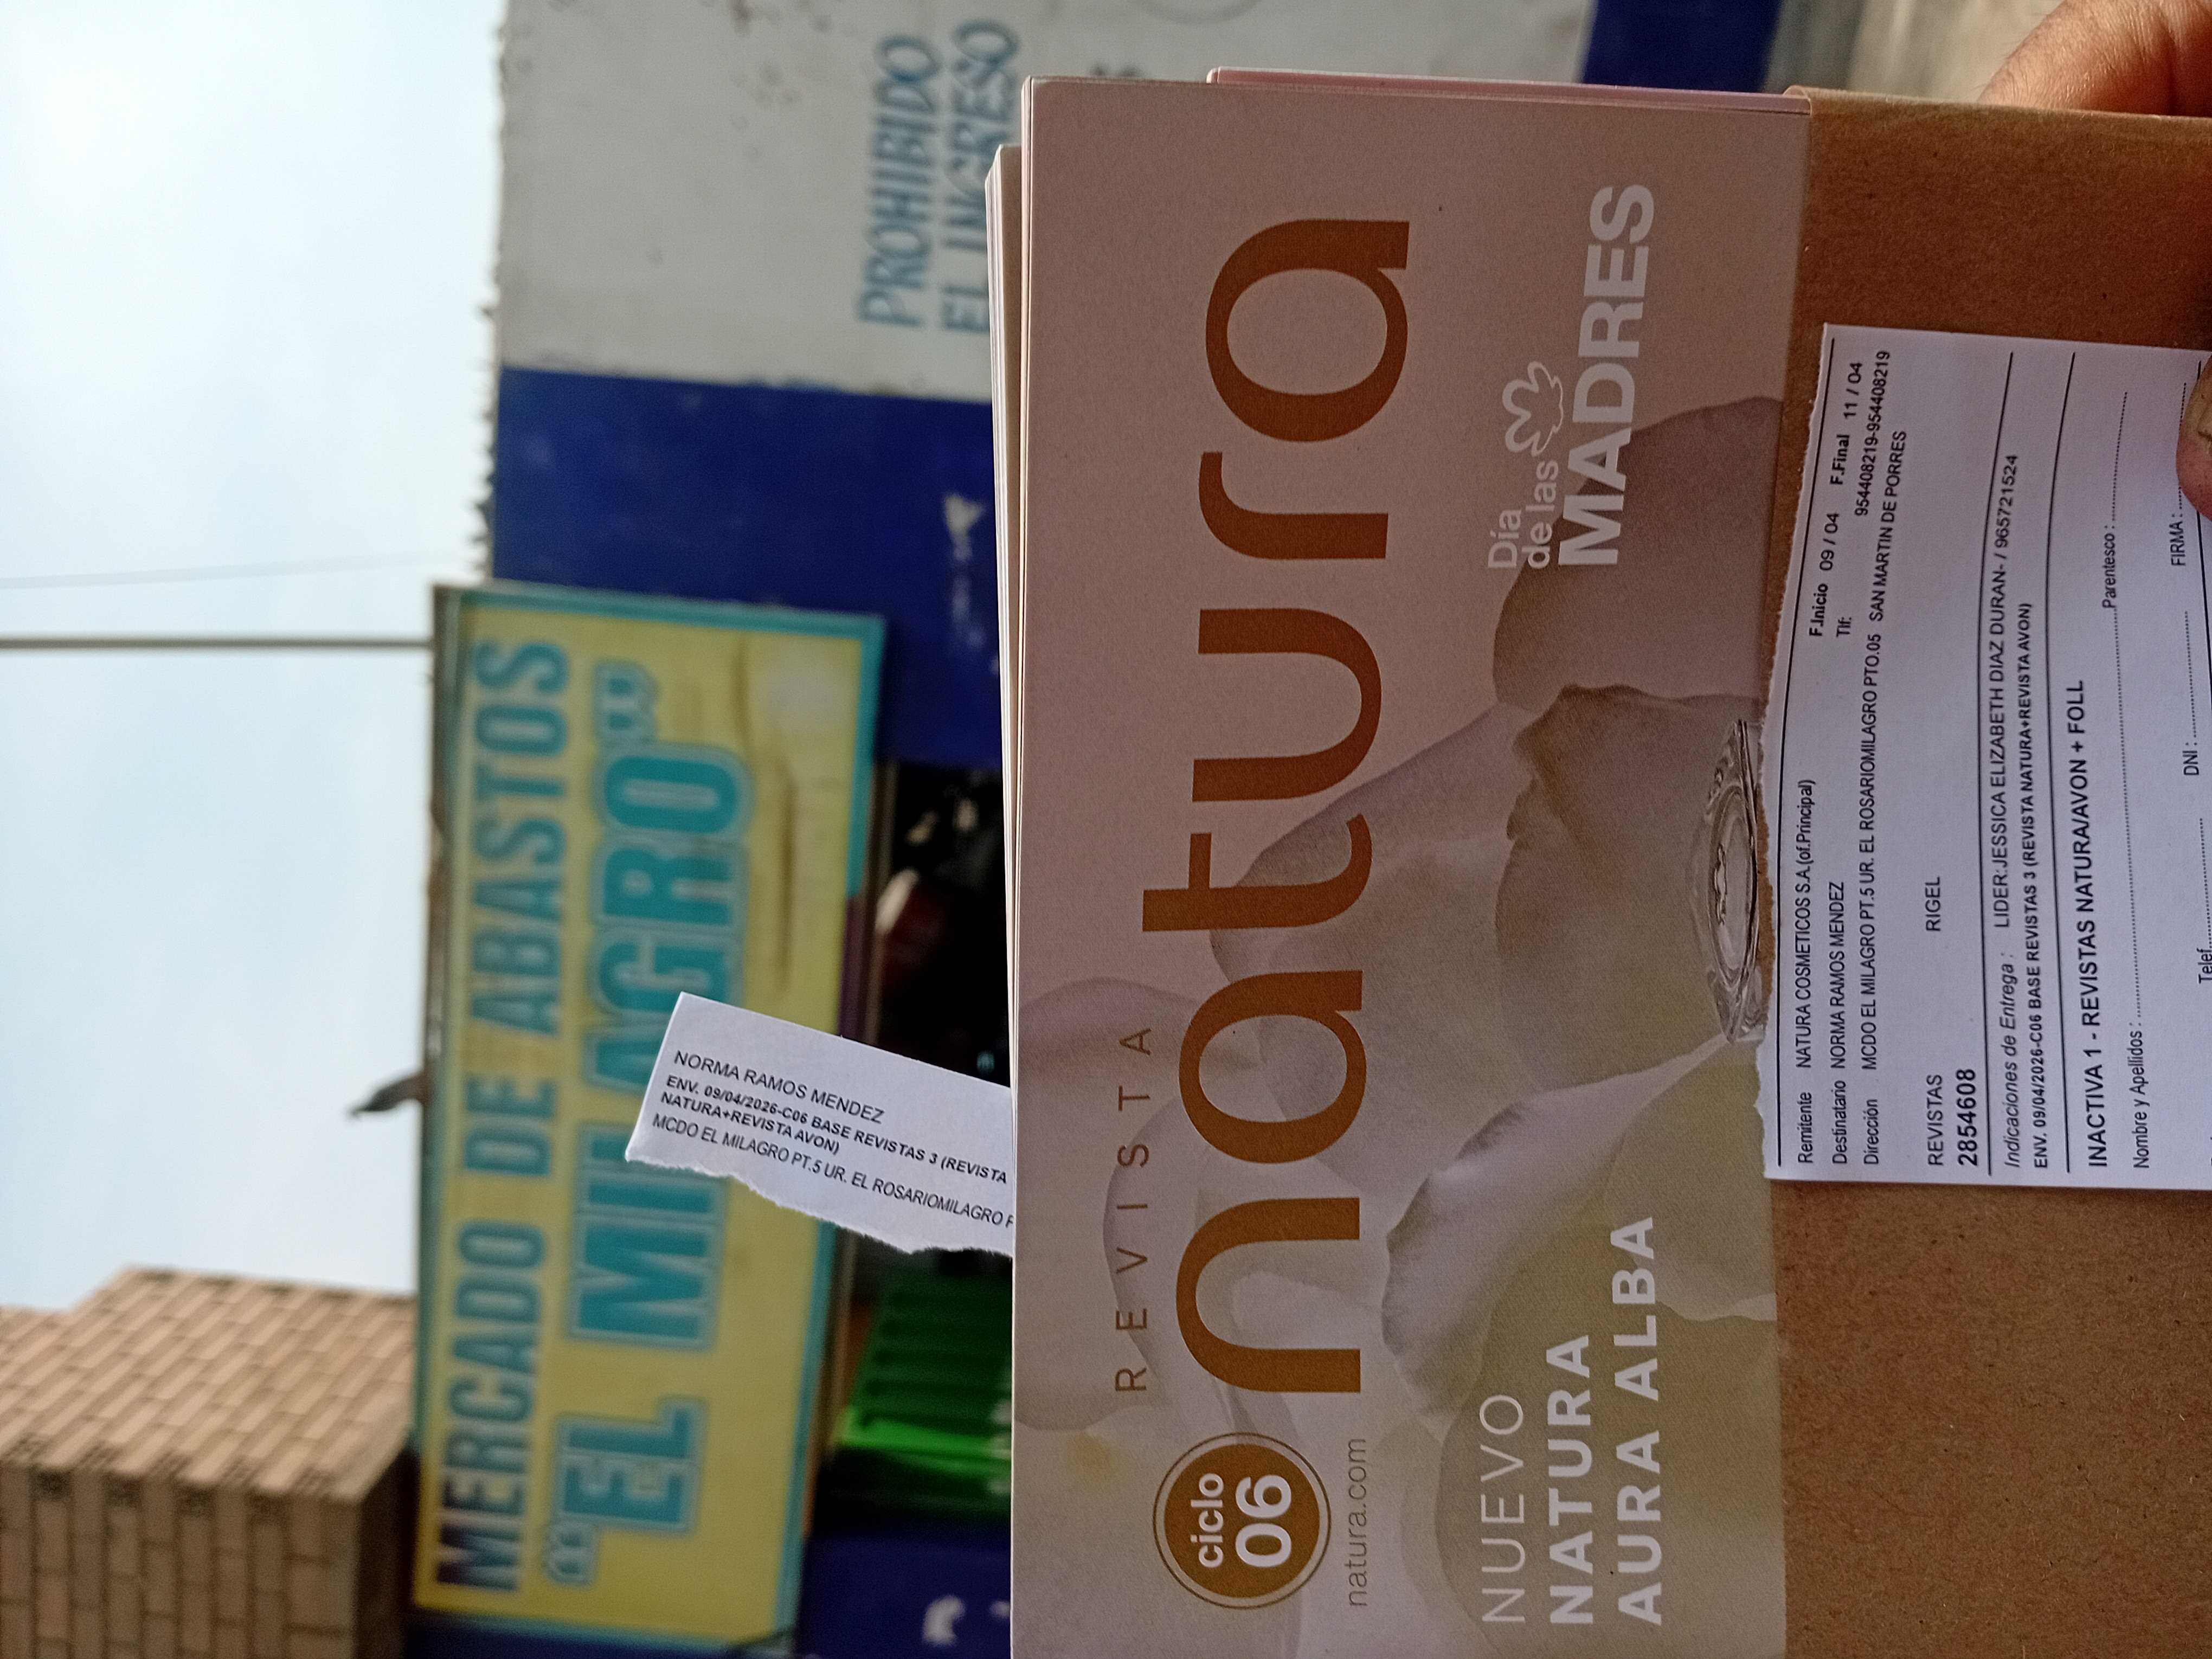 MERCADO DE ABASTOS
"EL MILAGRO"
PROHIBIDO
EL INGRESO
NORMA RAMOS MENDEZ
ENV. 09/04/2026-C06 BASE REVISTAS 3 (REVISTA
NATURA+REVISTA AVON)
MCDO EL MILAGRO PT.5 UR. EL ROSARIOMILAGRO P
REVISTA
natura
ciclo
06
natura.com
Día
de las
MADRES
NUEVO
NATURA
AURA ALBA
Remitente NATURA COSMETICOS S.A.(of.Principal) F.Inicio 09 / 04 F.Final 11 / 04
Destinatario NORMA RAMOS MENDEZ Tlf: 954408219-954408219
Dirección MCDO EL MILAGRO PT.5 UR. EL ROSARIOMILAGRO PTO.05 SAN MARTIN DE PORRES
REVISTAS RIGEL
2854608
Indicaciones de Entrega : LIDER:JESSICA ELIZABETH DIAZ DURAN- / 965721524
ENV. 09/04/2026-C06 BASE REVISTAS 3 (REVISTA NATURA+REVISTA AVON)
INACTIVA 1 - REVISTAS NATURA/AVON + FOLL
Nombre y Apellidos : Parentesco :
DNI : FIRMA :
Telef